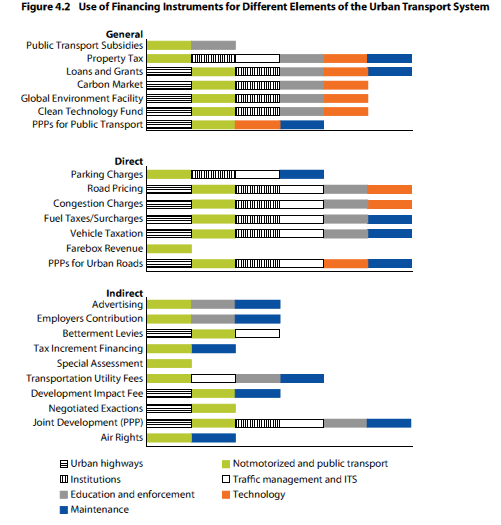 Figure 4.2 Use of Financing Instruments for Different Elements of the Urban Transport System
General
Public Transport Subsidies
Property Tax
Loans and Grants
Carbon Market
Global Environment Facility
Clean Technology Fund
PPPs for Public Transport
Direct
Parking Charges
Road Pricing
Congestion Charges
Fuel Taxes/Surcharges
Vehicle Taxation
Farebox Revenue
PPPs for Urban Roads
Indirect
Advertising
Employers Contribution
Betterment Levies
Tax Increment Financing
Special Assessment
Transportation Utility Fees
Development Impact Fee
Negotiated Exactions
Joint Development (PPP)
Air Rights
Urban highways
Notmotorized and public transport
Institutions
Traffic management and ITS
Education and enforcement
Technology
Maintenance